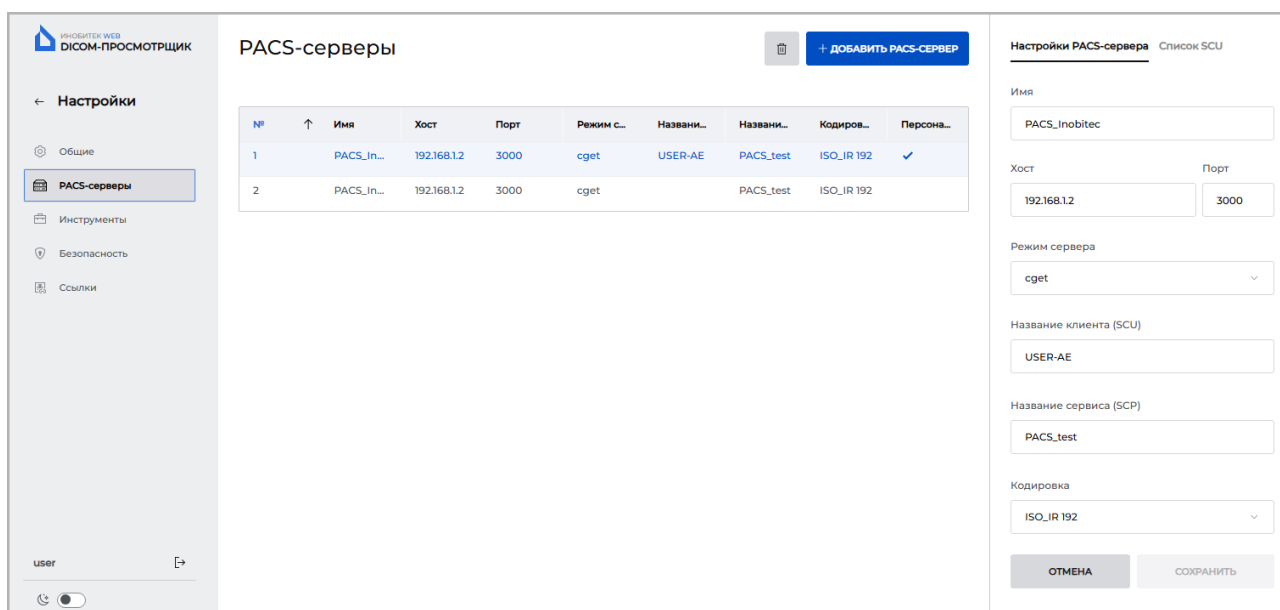 ИНОБИТЕК WEB
DICOM-ПРОСМОТРЩИК
← Настройки
Общие
PACS-серверы
Инструменты
Безопасность
Ссылки
user
PACS-серверы
+ ДОБАВИТЬ PACS-СЕРВЕР
№ ↑ Имя Хост Порт Режим с... Названи... Названи... Кодиров... Персона...
1 PACS_In... 192.168.1.2 3000 cget USER-AE PACS_test ISO_IR 192 ✓
2 PACS_In... 192.168.1.2 3000 cget PACS_test ISO_IR 192
Настройки PACS-сервера Список SCU
Имя
PACS_Inobitec
Хост Порт
192.168.1.2 3000
Режим сервера
cget
Название клиента (SCU)
USER-AE
Название сервиса (SCP)
PACS_test
Кодировка
ISO_IR 192
ОТМЕНА СОХРАНИТЬ